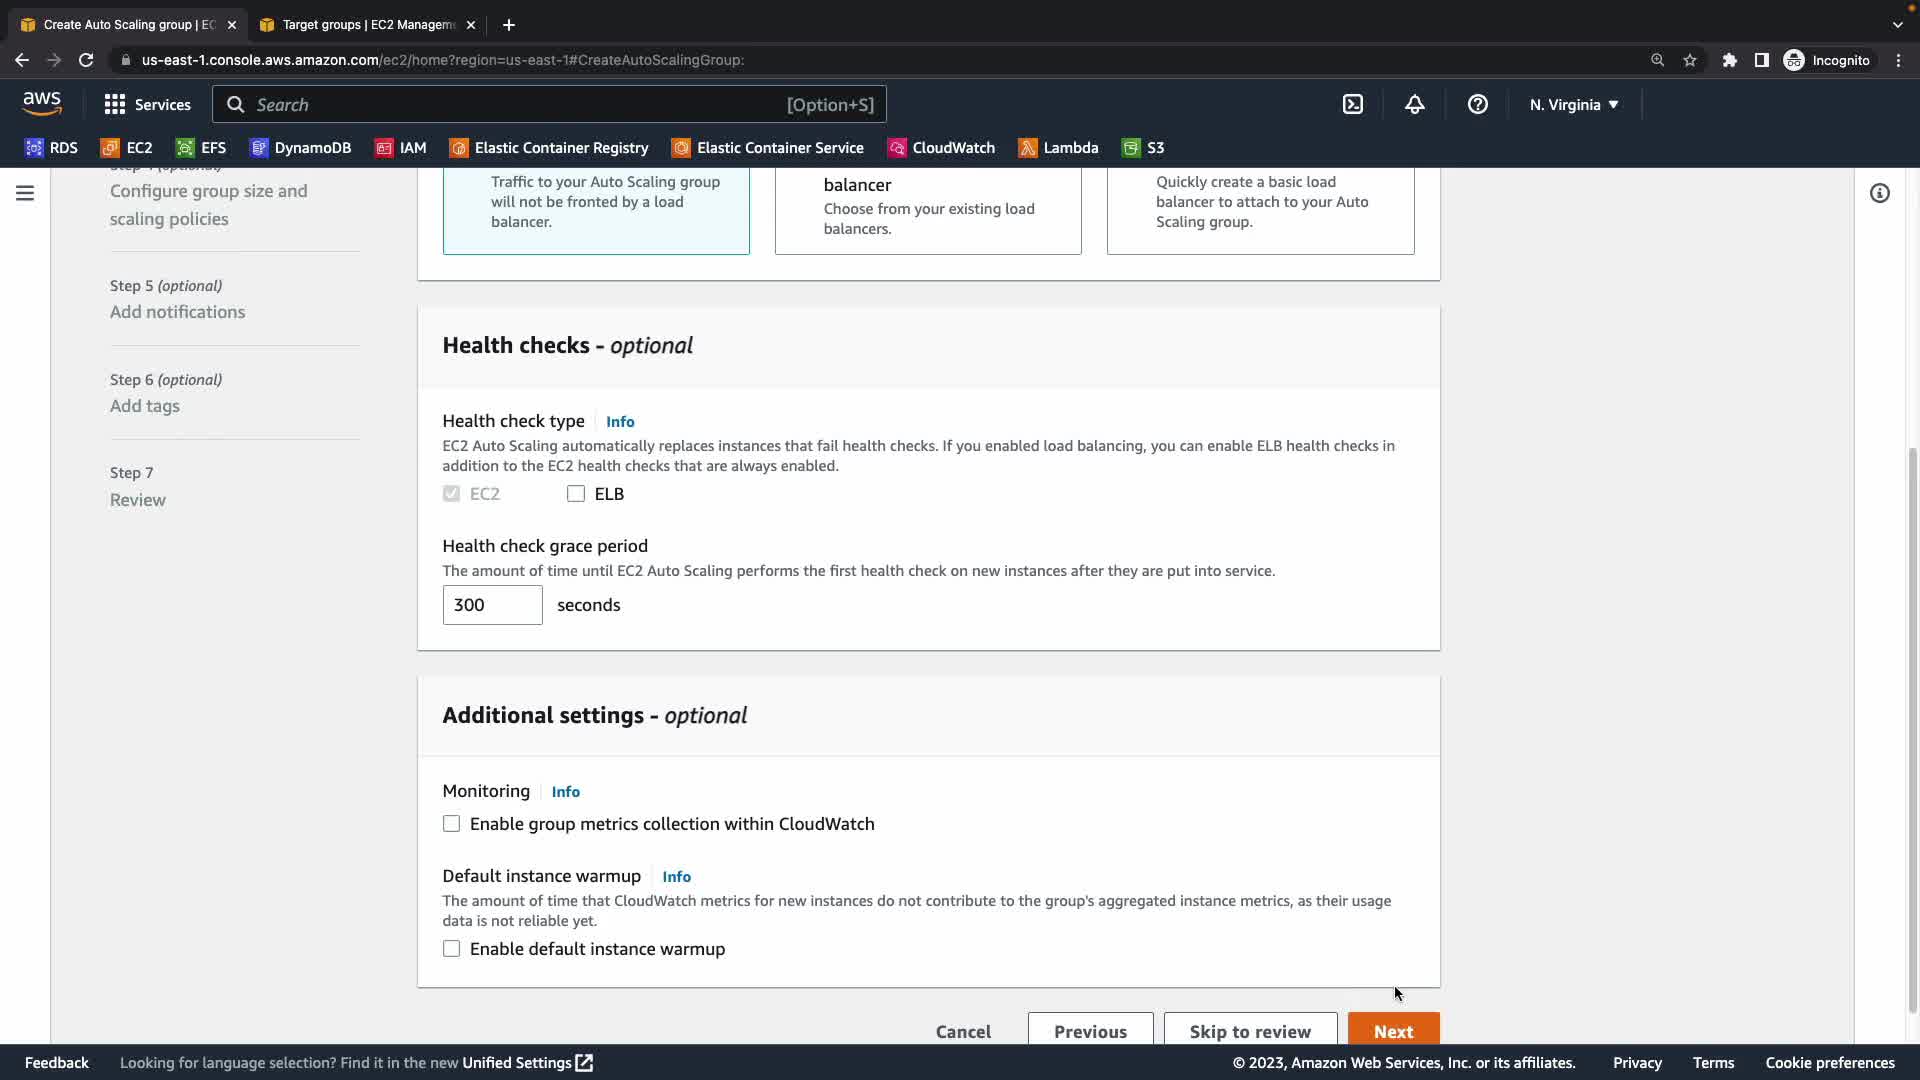 Create Auto Scaling group | EC
Target groups | EC2 Managem
us-east-1.console.aws.amazon.com/ec2/home?region=us-east-1#CreateAutoScalingGroup:
Incognito
aws
Services
Search
[Option+S]
N. Virginia
RDS
EC2
EFS
DynamoDB
IAM
Elastic Container Registry
Elastic Container Service
CloudWatch
Lambda
S3
Configure group size and
scaling policies
Step 5 (optional)
Add notifications
Step 6 (optional)
Add tags
Step 7
Review
Traffic to your Auto Scaling group
will not be fronted by a load
balancer.
balancer
Choose from your existing load
balancers.
Quickly create a basic load
balancer to attach to your Auto
Scaling group.
Health checks - optional
Health check type
Info
EC2 Auto Scaling automatically replaces instances that fail health checks. If you enabled load balancing, you can enable ELB health checks in
addition to the EC2 health checks that are always enabled.
EC2
ELB
Health check grace period
The amount of time until EC2 Auto Scaling performs the first health check on new instances after they are put into service.
300
seconds
Additional settings - optional
Monitoring
Info
Enable group metrics collection within CloudWatch
Default instance warmup
Info
The amount of time that CloudWatch metrics for new instances do not contribute to the group's aggregated instance metrics, as their usage
data is not reliable yet.
Enable default instance warmup
Cancel
Previous
Skip to review
Next
Feedback
Looking for language selection? Find it in the new Unified Settings
© 2023, Amazon Web Services, Inc. or its affiliates.
Privacy
Terms
Cookie preferences